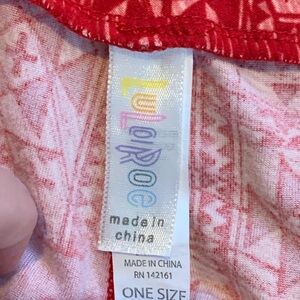 LuLaRoe
made in
china
MADE IN CHINA
RN 142161
ONE SIZE